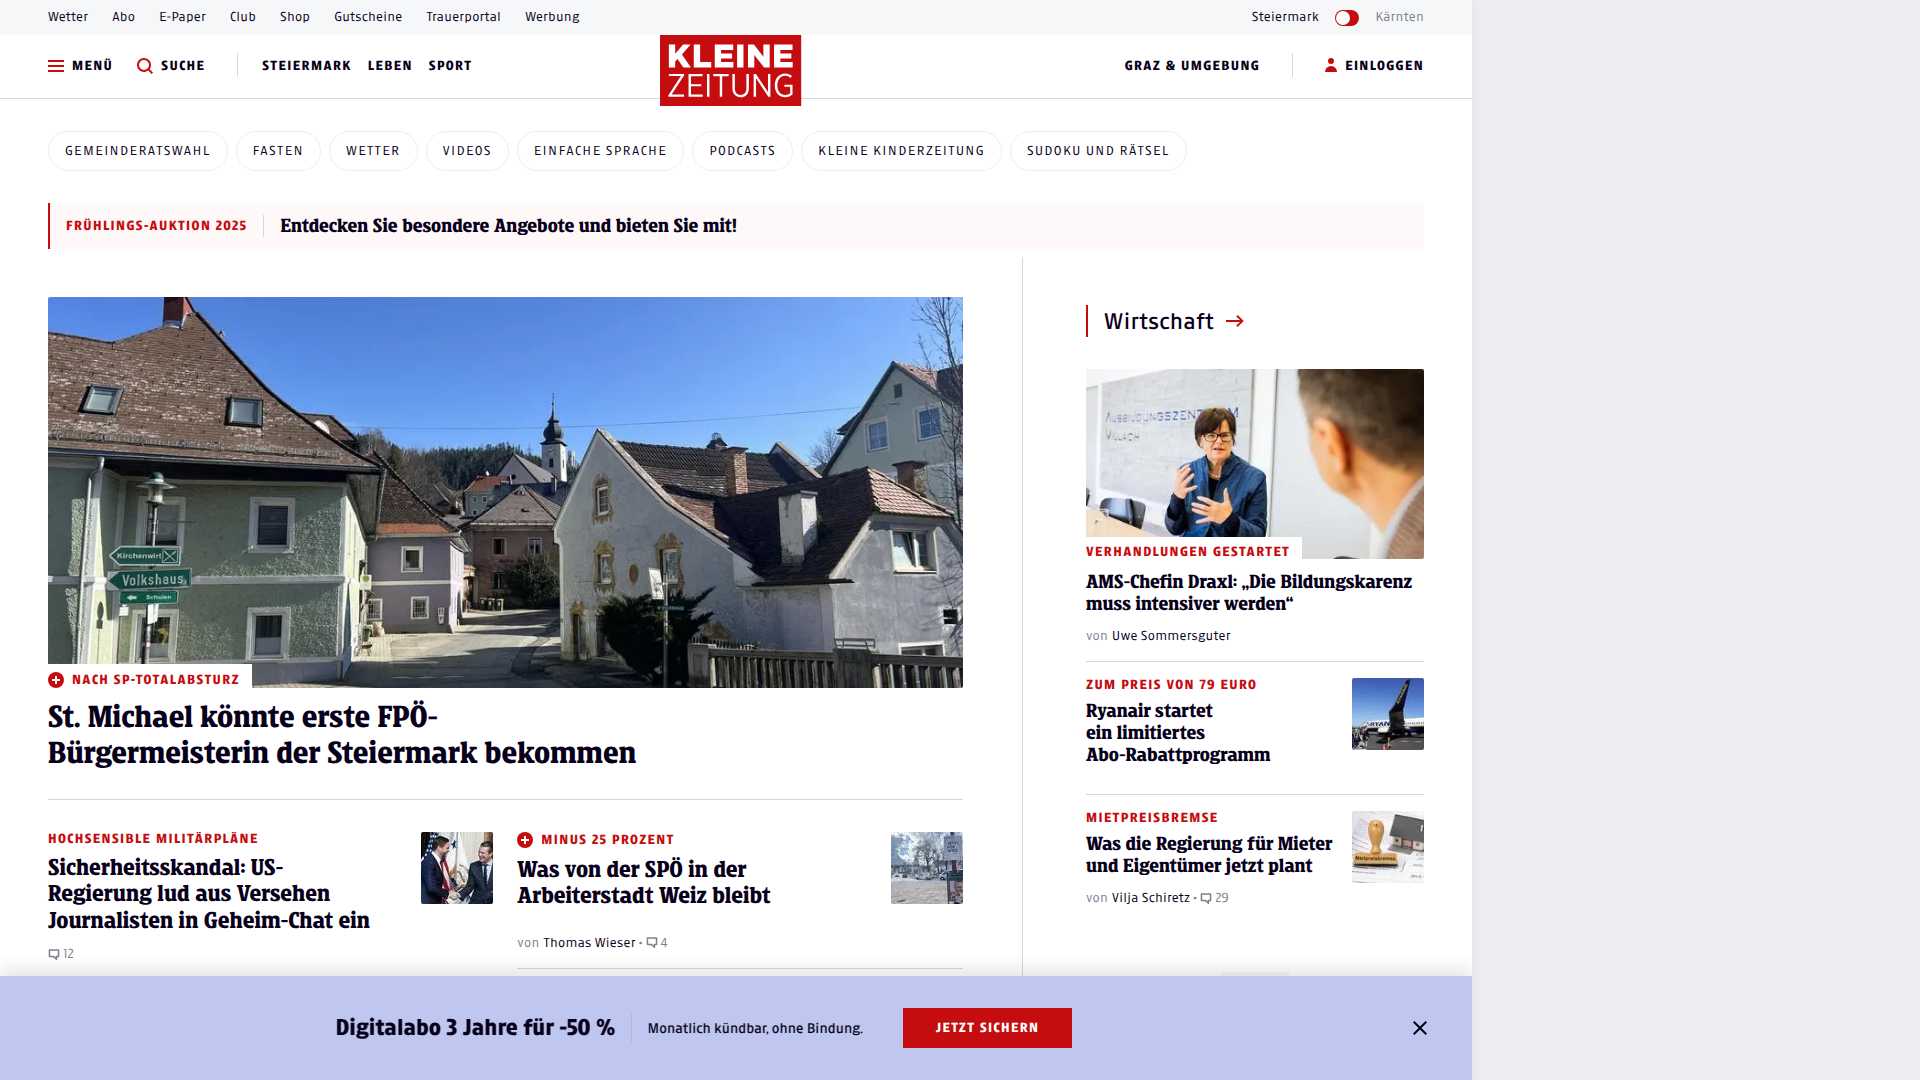 Wetter Abo E-Paper Club Shop Gutscheine Trauerportal Werbung Steiermark Kärnten
MENÜ SUCHE STEIERMARK LEBEN SPORT KLEINE ZEITUNG GRAZ & UMGEBUNG EINLOGGEN
GEMEINDERATSWAHL FASTEN WETTER VIDEOS EINFACHE SPRACHE PODCASTS KLEINE KINDERZEITUNG SUDOKU UND RÄTSEL
FRÜHLINGS-AUKTION 2025 Entdecken Sie besondere Angebote und bieten Sie mit!
Kirchenwirt
Volkshaus
Schulen
NACH SP-TOTALABSTURZ
St. Michael könnte erste FPÖ-
Bürgermeisterin der Steiermark bekommen
HOCHSENSIBLE MILITÄRPLÄNE
Sicherheitsskandal: US-
Regierung lud aus Versehen
Journalisten in Geheim-Chat ein
12
MINUS 25 PROZENT
Was von der SPÖ in der
Arbeiterstadt Weiz bleibt
von Thomas Wieser · 4
Wirtschaft
AUSBILDUNGSZENTRUM
VILLACH
VERHANDLUNGEN GESTARTET
AMS-Chefin Draxl: „Die Bildungskarenz
muss intensiver werden“
von Uwe Sommersguter
ZUM PREIS VON 79 EURO
Ryanair startet
ein limitiertes
Abo-Rabattprogramm
RYANAIR
MIETPREISBREMSE
Was die Regierung für Mieter
und Eigentümer jetzt plant
von Vilja Schiretz · 29
Mietpreisbremse
Digitalabo 3 Jahre für -50 % Monatlich kündbar, ohne Bindung. JETZT SICHERN